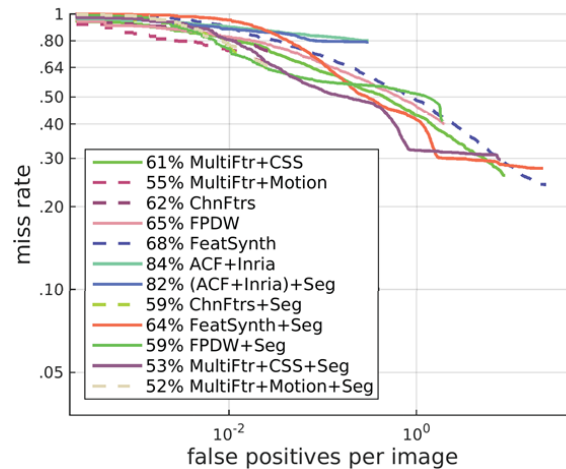 1
.80
.64
.50
.40
.30
.20
.10
.05
miss rate
61% MultiFtr+CSS
55% MultiFtr+Motion
62% ChnFtrs
65% FPDW
68% FeatSynth
84% ACF+Inria
82% (ACF+Inria)+Seg
59% ChnFtrs+Seg
64% FeatSynth+Seg
59% FPDW+Seg
53% MultiFtr+CSS+Seg
52% MultiFtr+Motion+Seg
10⁻² 10⁰
false positives per image